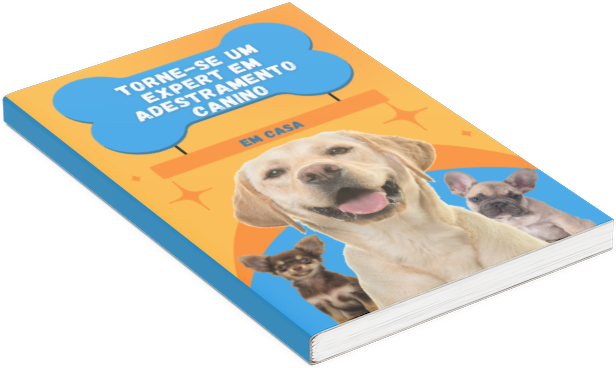 TORNE-SE UM
EXPERT EM
ADESTRAMENTO
CANINO
EM CASA